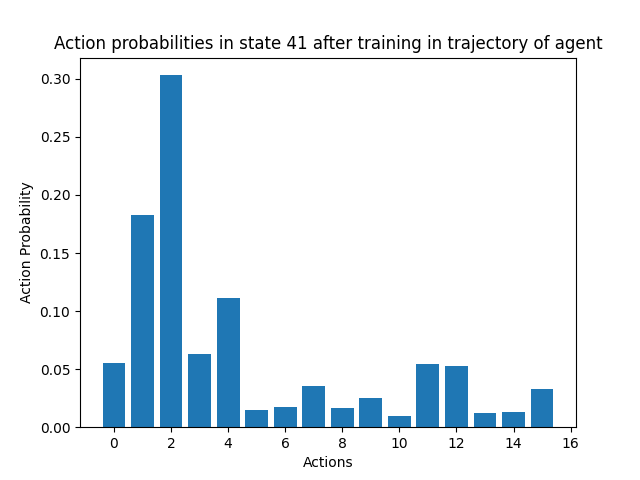 Action probabilities in state 41 after training in trajectory of agent
0.30
0.25
0.20
0.15
0.10
0.05
0.00
Action Probability
0 2 4 6 8 10 12 14 16
Actions